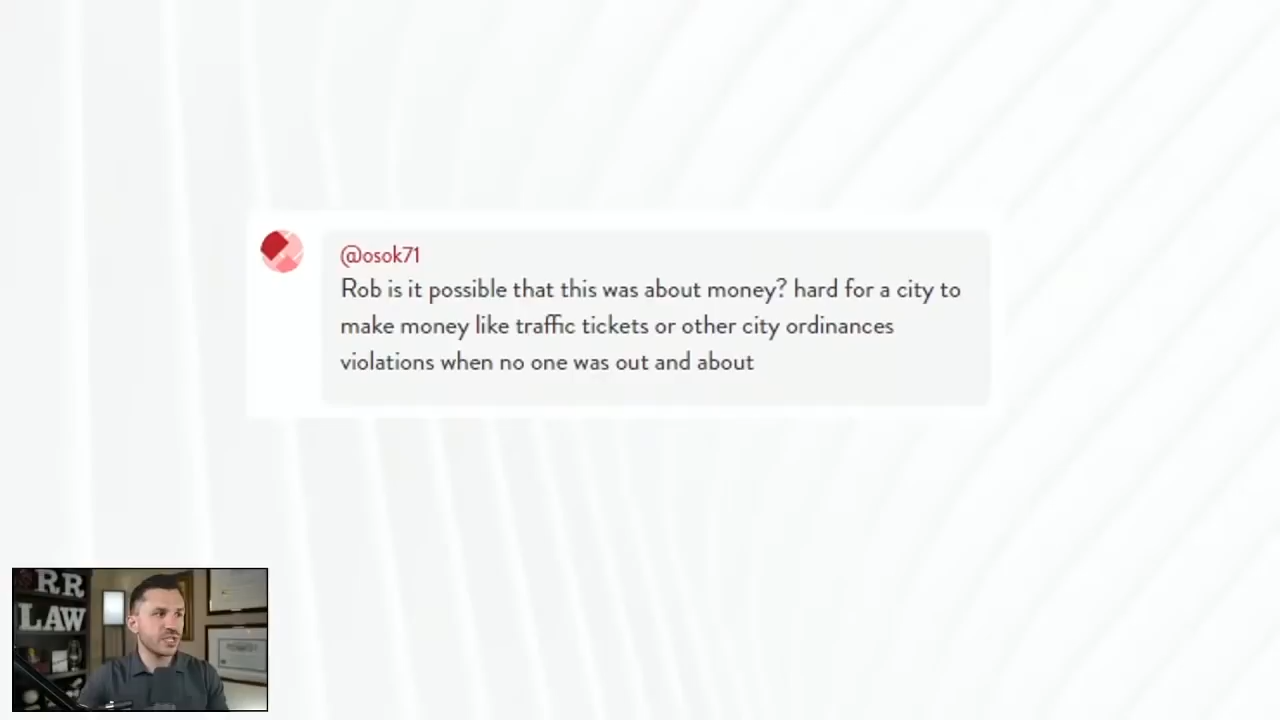 @osok71
Rob is it possible that this was about money? hard for a city to
make money like traffic tickets or other city ordinances
violations when no one was out and about
RR
LAW